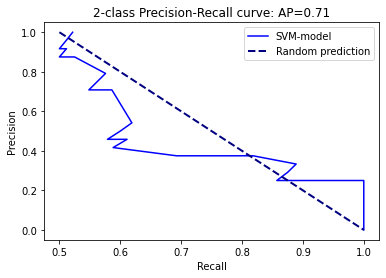 2-class Precision-Recall curve: AP=0.71
SVM-model
Random prediction
Precision
1.0
0.8
0.6
0.4
0.2
0.0
0.5 0.6 0.7 0.8 0.9 1.0
Recall